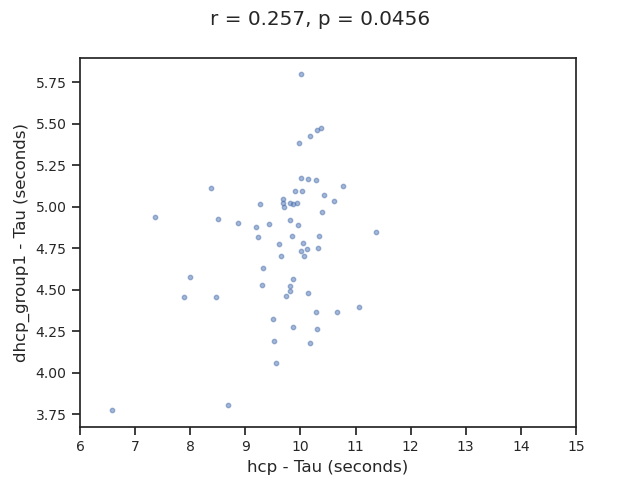 r = 0.257, p = 0.0456
5.75
5.50
5.25
5.00
4.75
4.50
4.25
4.00
3.75
dhcp_group1 - Tau (seconds)
6 7 8 9 10 11 12 13 14 15
hcp - Tau (seconds)